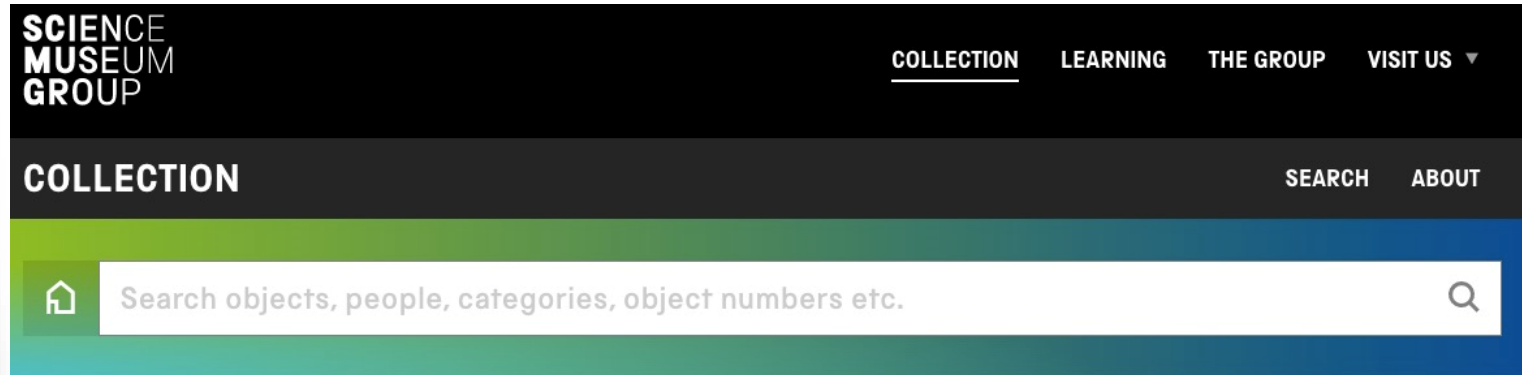 SCIENCE
MUSEUM
GROUP
COLLECTION LEARNING THE GROUP VISIT US
COLLECTION
SEARCH ABOUT
Search objects, people, categories, object numbers etc.